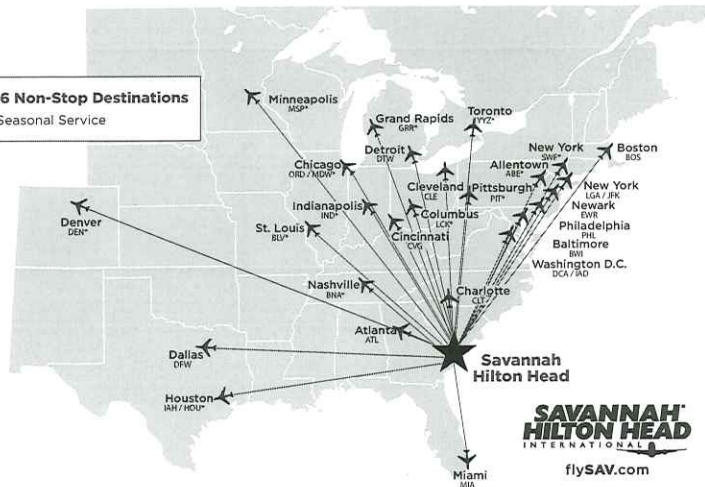 6 Non-Stop Destinations
Seasonal Service
Minneapolis
MSP*
Grand Rapids
GRR*
Toronto
YYZ*
Detroit
DTW
New York
SWF*
Boston
BOS
Chicago
ORD / MDW*
Allentown
ABE*
Cleveland
CLE
Pittsburgh
PIT*
New York
LGA / JFK
Denver
DEN*
Indianapolis
IND*
Columbus
LCK*
Newark
EWR
St. Louis
BLV*
Cincinnati
CVG
Philadelphia
PHL
Baltimore
BWI
Washington D.C.
DCA / IAD
Nashville
BNA*
Charlotte
CLT
Atlanta
ATL
Dallas
DFW
Savannah
Hilton Head
Houston
IAH / HOU*
SAVANNAH
HILTON HEAD
INTERNATIONAL
flySAV.com
Miami
MIA